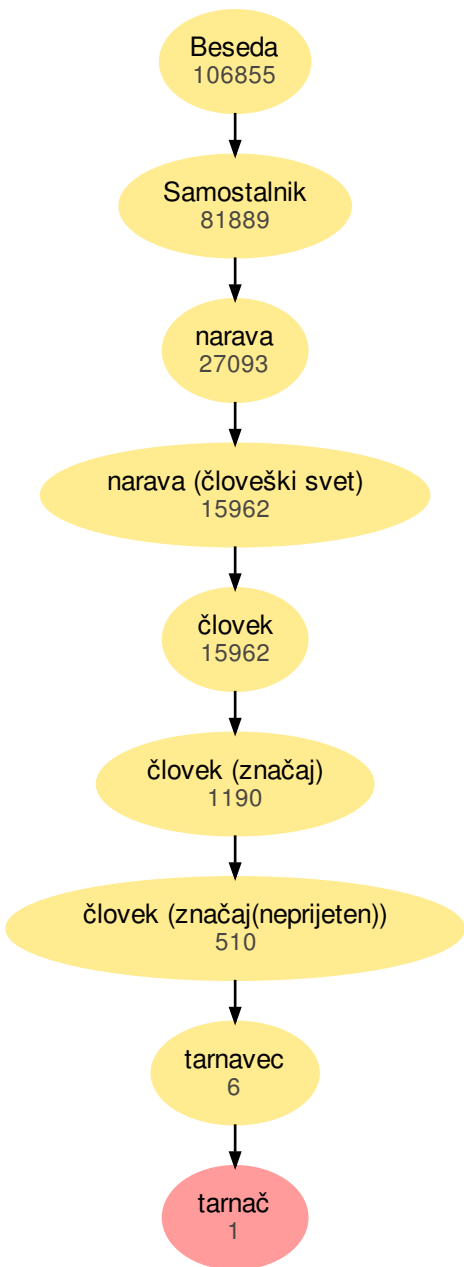 Beseda
106855
Samostalnik
81889
narava
27093
narava (človeški svet)
15962
človek
15962
človek (značaj)
1190
človek (značaj(neprijeten))
510
tarnavec
6
tarnač
1